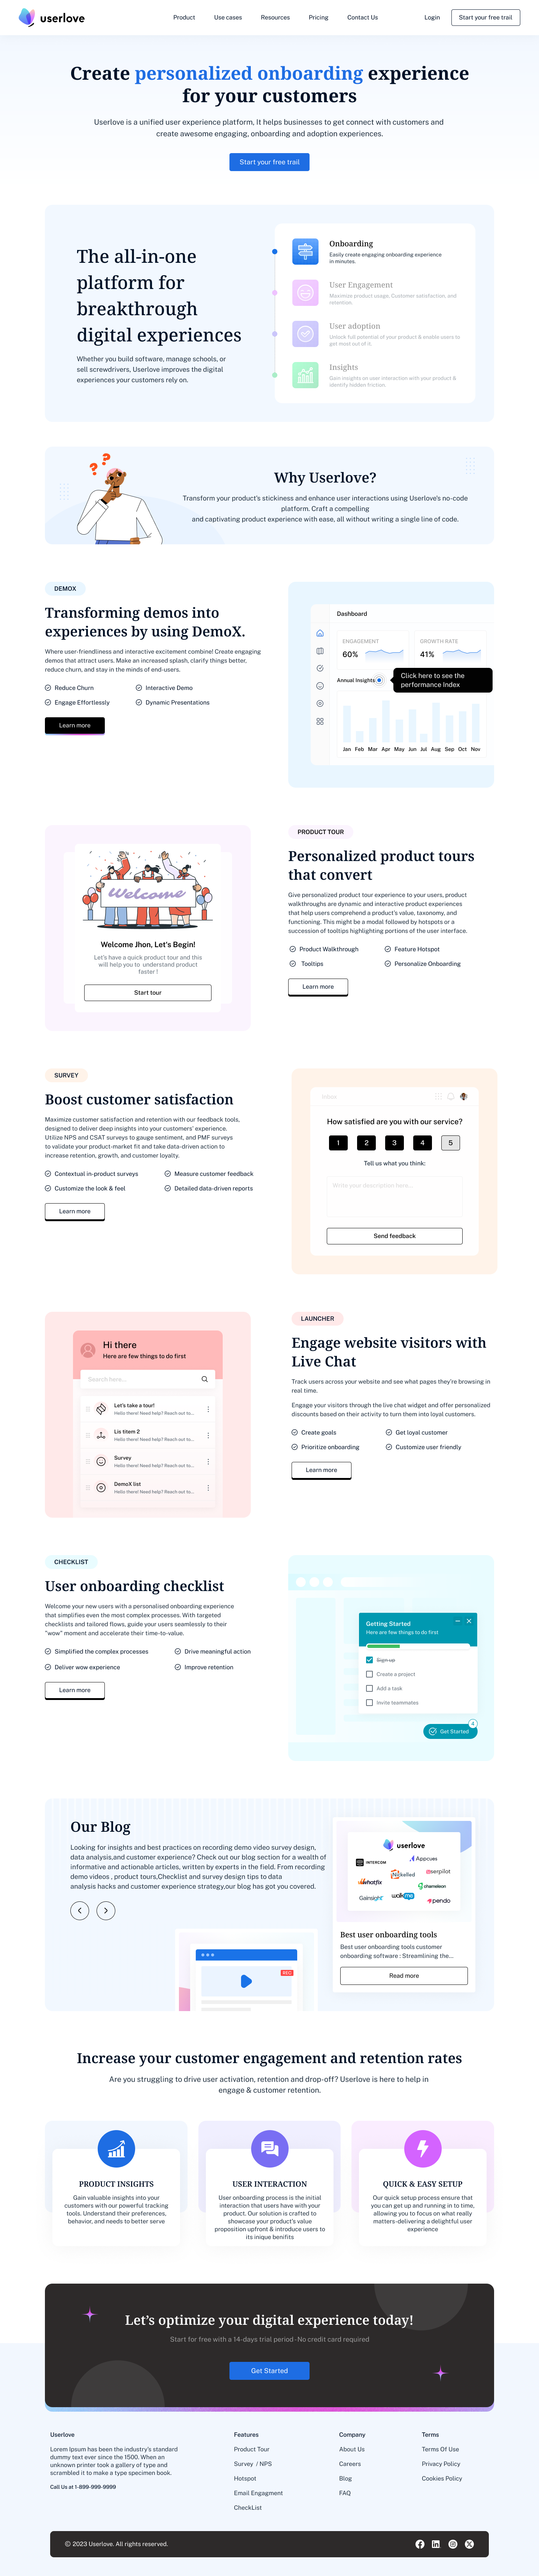 userlove
Product Use cases Resources Pricing Contact Us
Login Start your free trail
Create personalized onboarding experience
for your customers
Userlove is a unified user experience platform, It helps businesses to get connect with customers and
create awesome engaging, onboarding and adoption experiences.
Start your free trail
The all-in-one
platform for
breakthrough
digital experiences
Whether you build software, manage schools, or
sell screwdrivers, Userlove improves the digital
experiences your customers rely on.
Onboarding
Easily create engaging onboarding experience
in minutes.
User Engagement
Maximize product usage, Customer satisfaction, and
retention.
User adoption
Unlock full potential of your product & enable users to
get most out of it.
Insights
Gain insights on user interaction with your product &
identity hidden friction.
? ? ?
Why Userlove?
Transform your product's stickiness and enhance user interactions using Userlove's no-code
platform. Craft a compelling
and captivating product experience with ease, all without writing a single line of code.
DEMOX
Transforming demos into
experiences by using DemoX.
Where user-friendliness and interactive excitement combine! Create engaging
demos that attract users. Make an increased splash, clarify things better,
reduce churn, and stay in the minds of end-users.
Reduce Churn Interactive Demo
Engage Effortlessly Dynamic Presentations
Learn more
Dashboard
ENGAGEMENT GROWTH RATE
60% 41%
Annual Insights
Click here to see the
performance Index
Jan Feb Mar Apr May Jun Jul Aug Sep Oct Nov
Welcome
Welcome Jhon, Let's Begin!
Let's have a quick product tour and this
will help you to understand product
faster !
Start tour
PRODUCT TOUR
Personalized product tours
that convert
Give personalized product tour experience to your users, product
walkthroughs are dynamic and interactive product experiences
that help users comprehend a product's value, taxonomy, and
functioning. This might be a modal followed by hotspots or a
succession of tooltips highlighting portions of the user interface.
Product Walkthrough Feature Hotspot
Tooltips Personalize Onboarding
Learn more
SURVEY
Boost customer satisfaction
Maximize customer satisfaction and retention with our feedback tools,
designed to deliver deep insights into your customers' experience.
Utilize NPS and CSAT surveys to gauge sentiment, and PMF surveys
to validate your product-market fit and take data-driven action to
increase retention, growth, and customer loyalty.
Contextual in-product surveys Measure customer feedback
Customize the look & feel Detailed data-driven reports
Learn more
Inbox
How satisfied are you with our service?
1 2 3 4 5
Tell us what you think:
Write your description here...
Send feedback
Hi there
Here are few things to do first
Search here...
Let's take a tour!
Hello there! Need help? Reach out to...
Lis titem 2
Hello there! Need help? Reach out to...
Survey
Hello there! Need help? Reach out to...
DemoX list
Hello there! Need help? Reach out to...
LAUNCHER
Engage website visitors with
Live Chat
Track users across your website and see what pages they're browsing in
real time.
Engage your visitors through the live chat widget and offer personalized
discounts based on their activity to turn them into loyal customers.
Create goals Get loyal customer
Prioritize onboarding Customize user friendly
Learn more
CHECKLIST
User onboarding checklist
Welcome your new users with a personalised onboarding experience
that simplifies even the most complex processes. With targeted
checklists and tailored flows, guide your users seamlessly to their
"wow" moment and accelerate their time-to-value.
Simplified the complex processes Drive meaningful action
Deliver wow experience Improve retention
Learn more
Getting Started
Here are few things to do first
Sign up
Create a project
Add a task
Invite teammates
Get Started
4
Our Blog
Looking for insights and best practices on recording demo video survey design,
data analysis,and customer experience? Check out our blog section for a wealth of
informative and actionable articles, written by experts in the field. From recording
demo videos , product tours,Checklist and survey design tips to data
analysis hacks and customer experience strategy,our blog has got you covered.
REC
userlove
INTERCOM Appcues
Nickelled userpilot
whatfix chameleon
Gainsight walkme pendo
Best user onboarding tools
Best user onboarding tools customer
onboarding software : Streamlining the...
Read more
Increase your customer engagement and retention rates
Are you struggling to drive user activation, retention and drop-off? Userlove is here to help in
engage & customer retention.
PRODUCT INSIGHTS
Gain valuable insights into your
customers with our powerful tracking
tools. Understand their preferences,
behavior, and needs to better serve
USER INTERACTION
User onboarding process is the initial
interaction that users have with your
product. Our solution is crafted to
showcase your product's value
proposition upfront & introduce users to
its unique benifits
QUICK & EASY SETUP
Our quick setup process ensure that
you can get up and running in to time,
allowing you to focus on what really
matters-delivering a delightful user
experience
Let's optimize your digital experience today!
Start for free with a 14-days trial period · No credit card required
Get Started
Userlove
Lorem Ipsum has been the industry's standard
dummy text ever since the 1500. When an
unknown printer took a gallery of type and
scrambled it to make a type specimen book.
Call Us at 1-899-999-9999
Features
Product Tour
Survey / NPS
Hotspot
Email Engagment
CheckList
Company
About Us
Careers
Blog
FAQ
Terms
Terms Of Use
Privacy Policy
Cookies Policy
© 2023 Userlove. All rights reserved.